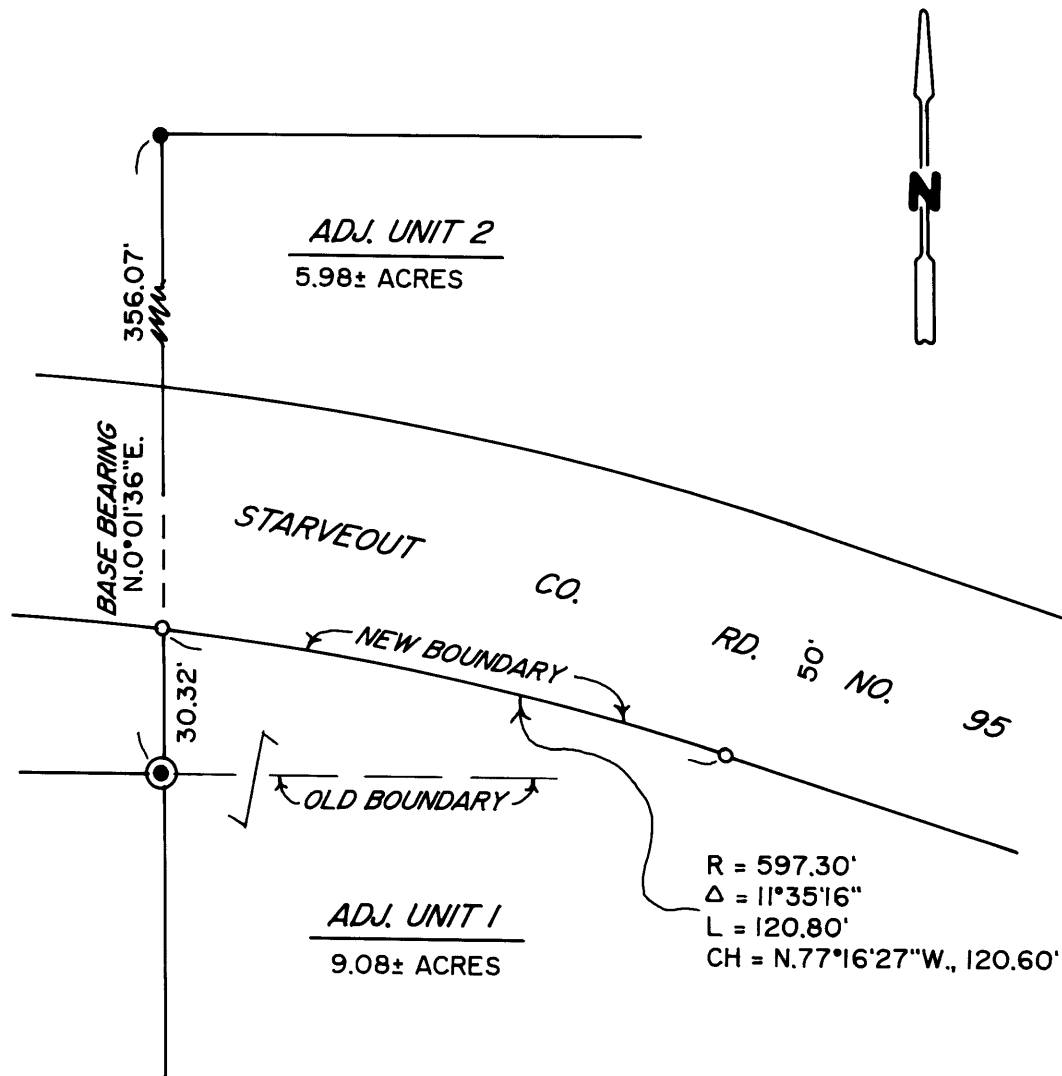 N
356.07'
ADJ. UNIT 2
5.98± ACRES
BASE BEARING
N.0°01'36"E.
STARVEOUT CO. RD. 50' NO. 95
NEW BOUNDARY
30.32'
OLD BOUNDARY
R = 597.30'
Δ = 11°35'16"
L = 120.80'
CH = N.77°16'27"W., 120.60'
ADJ. UNIT 1
9.08± ACRES